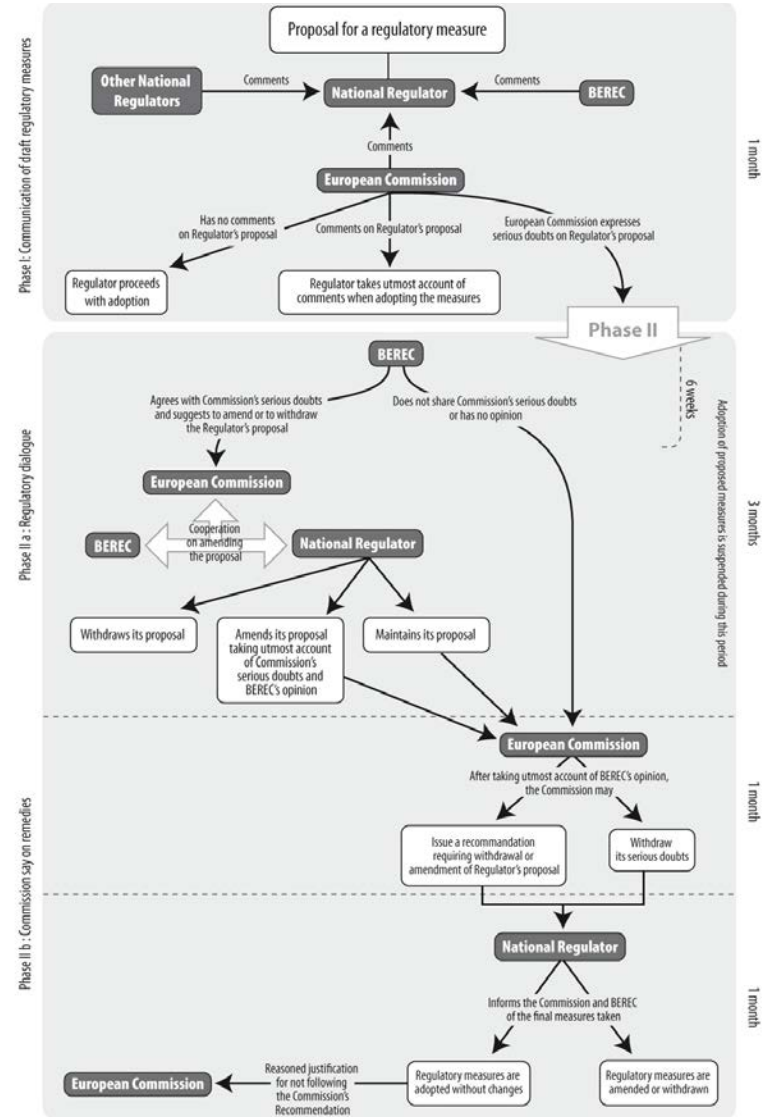 Proposal for a regulatory measure
Other National
Regulators
Comments
National Regulator
Comments
BEREC
Comments
European Commission
Has no comments
on Regulator's proposal
Comments on Regulator's proposal
European Commission expresses
serious doubts on Regulator's proposal
Regulator proceeds
with adoption
Regulator takes utmost account of
comments when adopting the measures
Phase I: Communication of draft regulatory measures
1 month
Phase II
BEREC
6 weeks
Agrees with Commission's serious doubts
and suggests to amend or to withdraw
the Regulator's proposal
Does not share Commission's serious doubts
or has no opinion
European Commission
BEREC
Cooperation
on amending
the proposal
National Regulator
Withdraws its proposal
Amends its proposal
taking utmost account
of Commission's
serious doubts and
BEREC's opinion
Maintains its proposal
Phase II a : Regulatory dialogue
Adoption of proposed measures is suspended during this period
3 months
European Commission
After taking utmost account of BEREC's opinion,
the Commission may
Issue a recommandation
requiring withdrawal or
amendment of Regulator's proposal
Withdraw
its serious doubts
1 month
Phase II b : Commission say on remedies
National Regulator
Informs the Commission and BEREC
of the final measures taken
European Commission
Reasoned justification
for not following
the Commission's
Recommendation
Regulatory measures are
adopted without changes
Regulatory measures are
amended or withdrawn
1 month